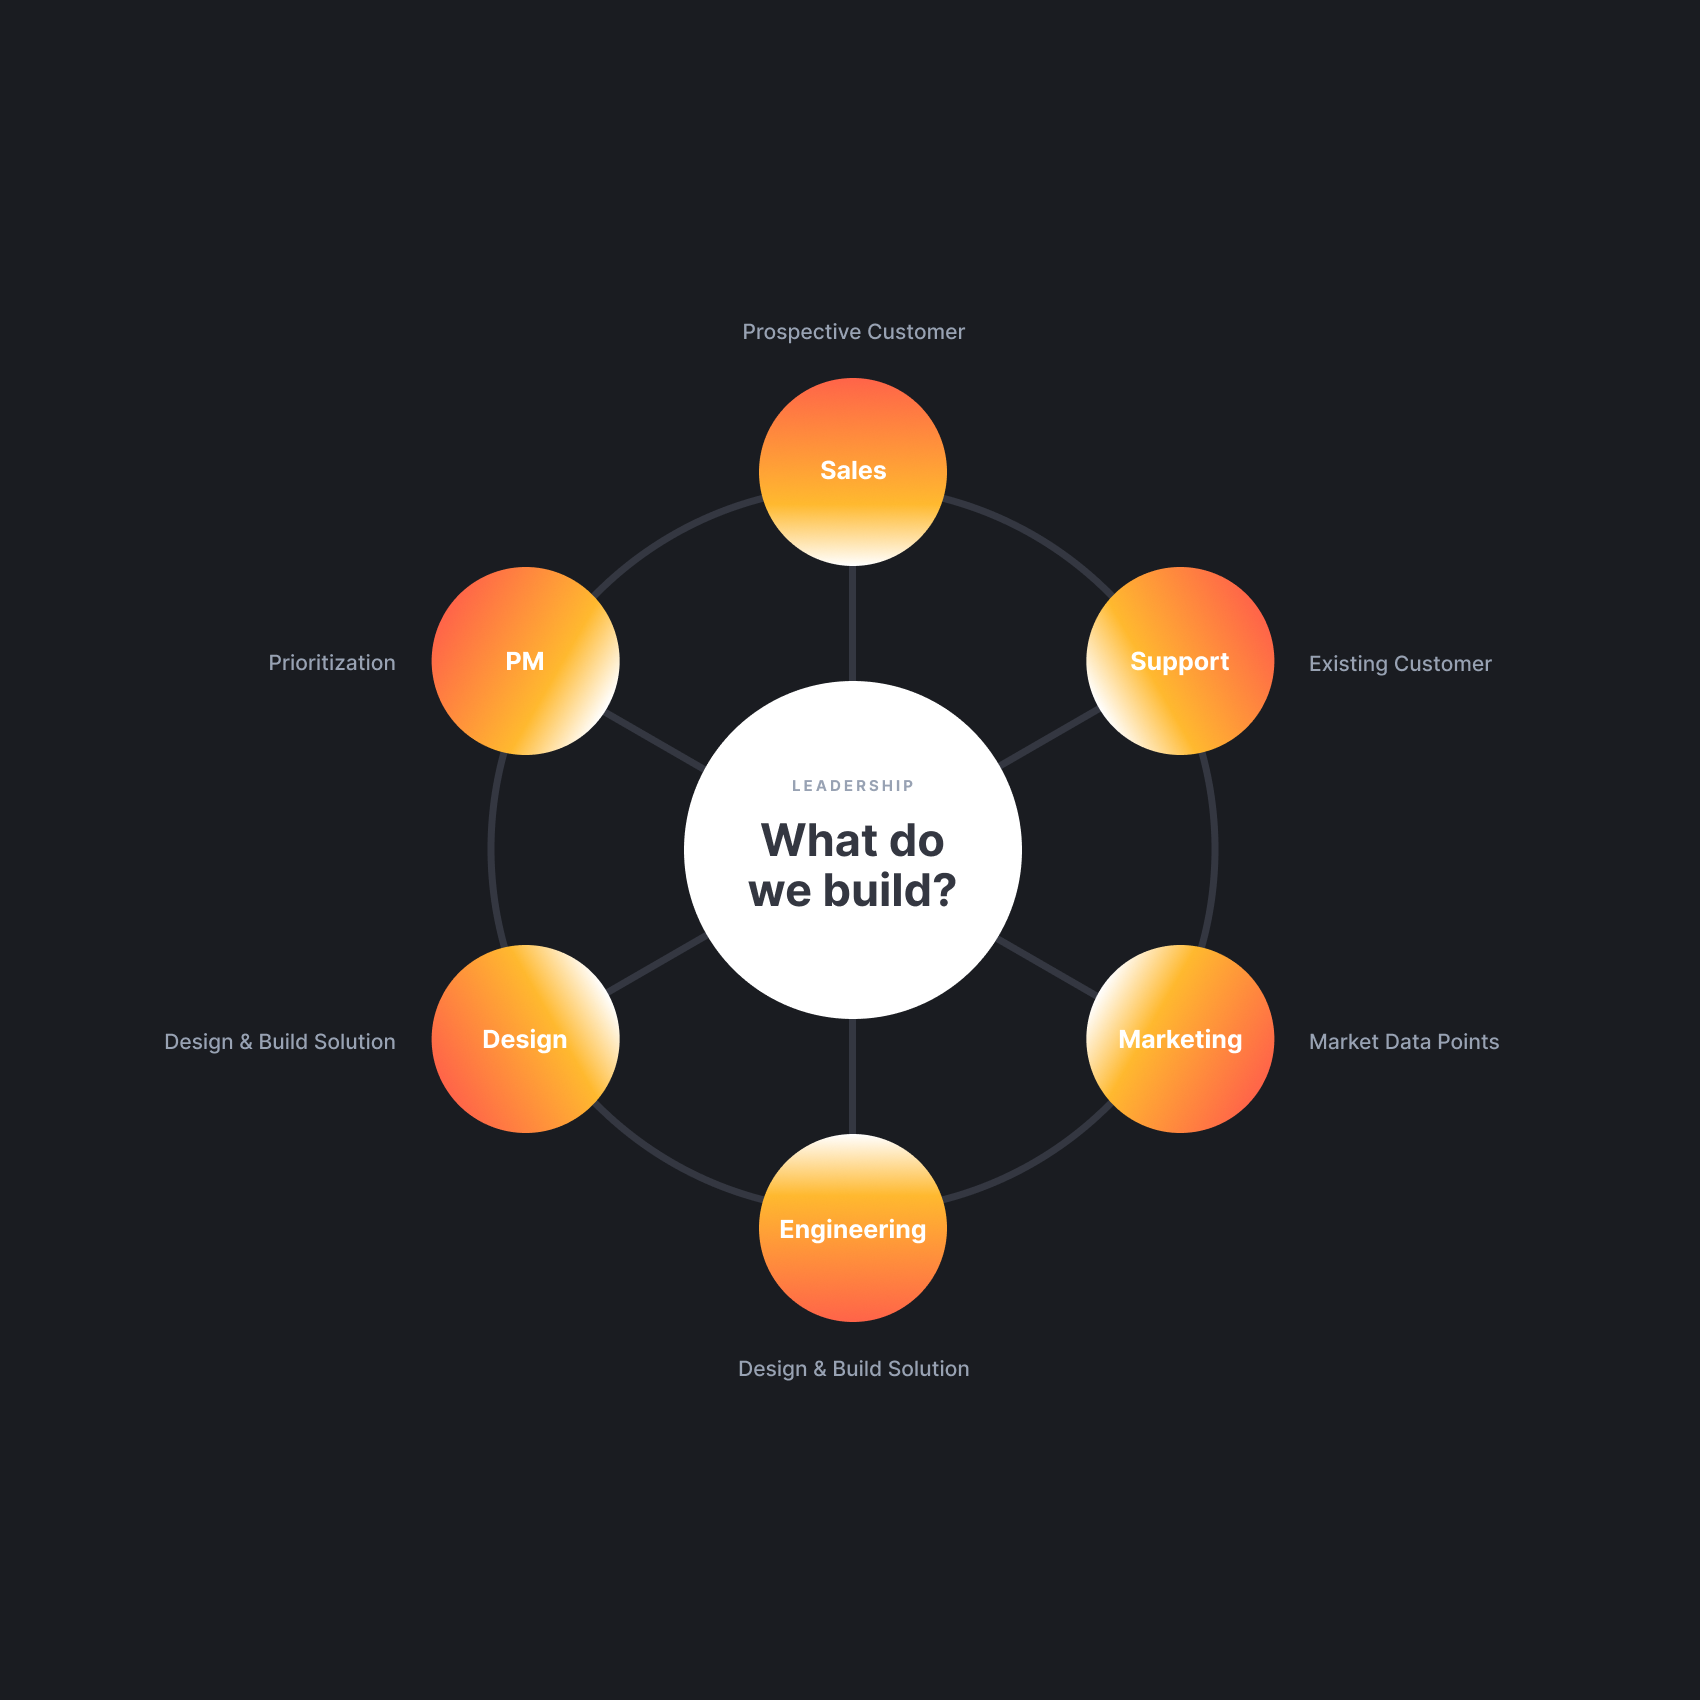 Prospective Customer
Sales
PM
Prioritization
Support
Existing Customer
LEADERSHIP
What do
we build?
Design & Build Solution
Design
Marketing
Market Data Points
Engineering
Design & Build Solution